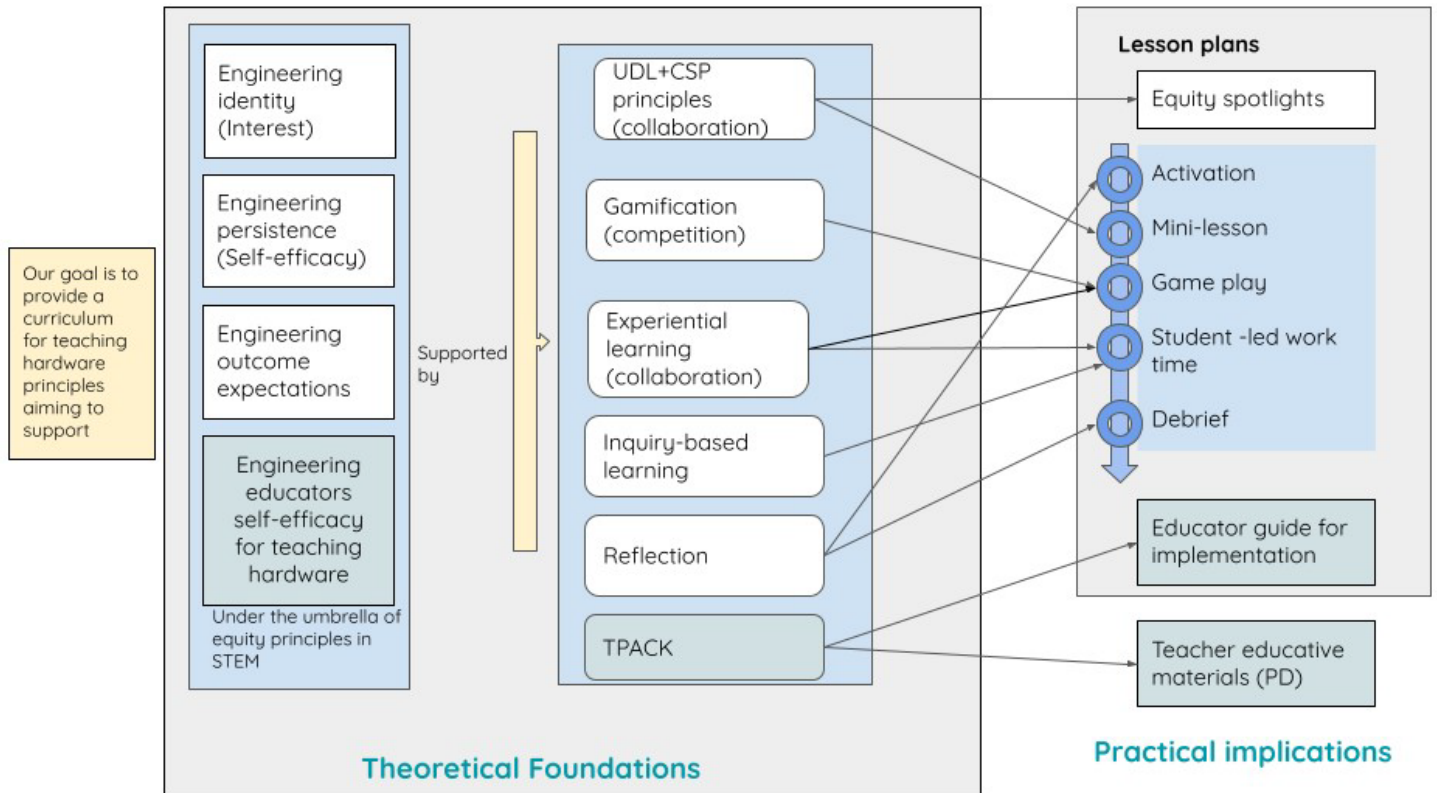 Our goal is to
provide a
curriculum
for teaching
hardware
principles
aiming to
support
Engineering
identity
(Interest)
Engineering
persistence
(Self-efficacy)
Engineering
outcome
expectations
Engineering
educators
self-efficacy
for teaching
hardware
Under the umbrella of
equity principles in
STEM
Supported
by
UDL+CSP
principles
(collaboration)
Gamification
(competition)
Experiential
learning
(collaboration)
Inquiry-based
learning
Reflection
TPACK
Theoretical Foundations
Lesson plans
Equity spotlights
Activation
Mini-lesson
Game play
Student -led work
time
Debrief
Educator guide for
implementation
Teacher educative
materials (PD)
Practical implications